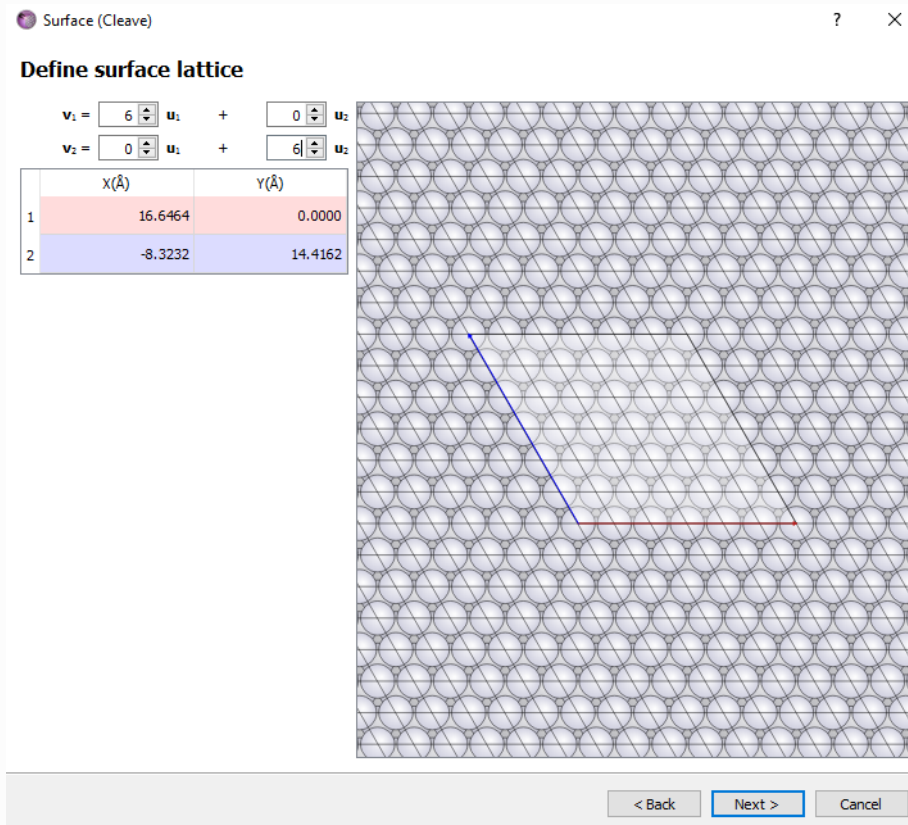 Surface (Cleave) ? ×
Define surface lattice
v₁ = 6 u₁ + 0 u₂
v₂ = 0 u₁ + 6 u₂
X(Å) Y(Å)
1 16.6464 0.0000
2 -8.3232 14.4162
< Back Next > Cancel